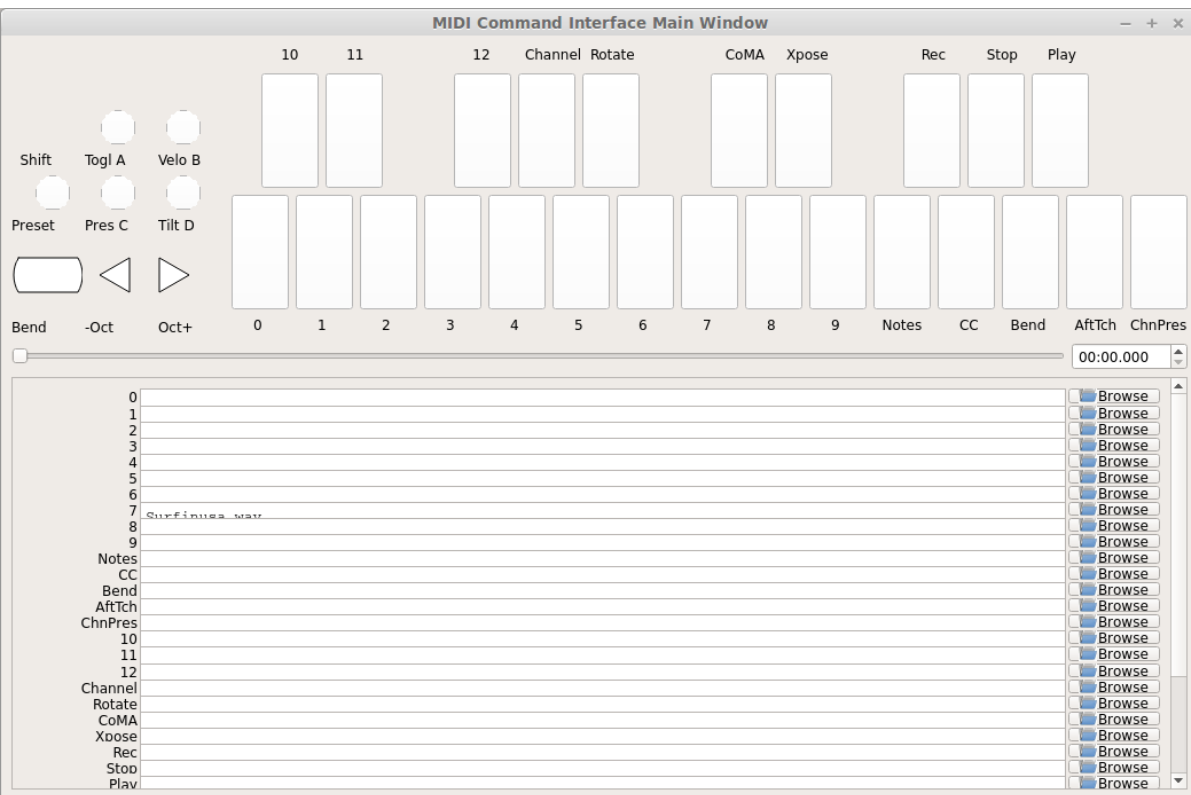 MIDI Command Interface Main Window
10 11 12 Channel Rotate CoMA Xpose Rec Stop Play
Shift Togl A Velo B
Preset Pres C Tilt D
Bend -Oct Oct+ 0 1 2 3 4 5 6 7 8 9 Notes CC Bend AftTch ChnPres
00:00.000
0 Browse
1 Browse
2 Browse
3 Browse
4 Browse
5 Browse
6 Browse
7 Browse
8 Browse
9 Browse
Notes Browse
CC Browse
Bend Browse
AftTch Browse
ChnPres Browse
10 Browse
11 Browse
12 Browse
Channel Browse
Rotate Browse
CoMA Browse
Xpose Browse
Rec Browse
Stop Browse
Play Browse